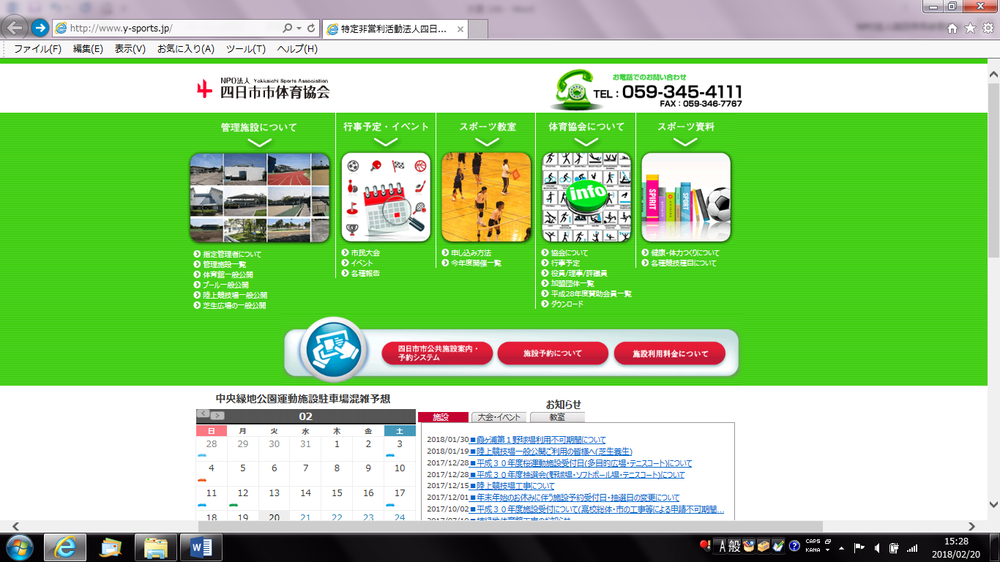 http://www.y-sports.jp/
特定非営利活動法人四日...
ファイル(F) 編集(E) 表示(V) お気に入り(A) ツール(T) ヘルプ(H)
NPO法人 Yokkaichi Sports Association
四日市市体育協会
お電話でのお問い合わせ
TEL：059-345-4111
FAX：059-346-7767
管理施設について
行事予定・イベント
スポーツ教室
体育協会について
スポーツ資料
info
SPIRIT
SPORT
指定管理者について
管理施設一覧
体育館一般公開
プール一般公開
陸上競技場一般公開
芝生広場の一般公開
市民大会
イベント
各種報告
申し込み方法
今年度開催一覧
協会について
行事予定
役員/理事/評議員
加盟団体一覧
平成28年度賛助会員一覧
ダウンロード
健康・体力つくりについて
各種競技種目について
四日市市公共施設案内・
予約システム
施設予約について
施設利用料金について
中央緑地公園運動施設駐車場混雑予想
02
日 月 火 水 木 金 土
28 29 30 31 1 2 3
4 5 6 7 8 9 10
11 12 13 14 15 16 17
18 19 20 21 22 23 24
お知らせ
施設 大会・イベント 教室
2018/01/30 ■霞ヶ浦第１野球場利用不可期間について
2018/01/19 ■陸上競技場一般公開ご利用の皆様へ(芝生養生)
2017/12/28 ■平成３０年度桜運動施設受付日(多目的広場・テニスコート)について
2017/12/28 ■平成３０年度抽選会(野球場・ソフトボール場・テニスコート)について
2017/12/15 ■陸上競技場工事について
2017/12/01 ■年末年始のお休みに伴う施設予約受付日・抽選日の変更について
2017/10/02 ■平成３０年度施設受付について(高校総体・市の工事等による申請不可期間...
A 般
CAPS
KANA
15:28
2018/02/20